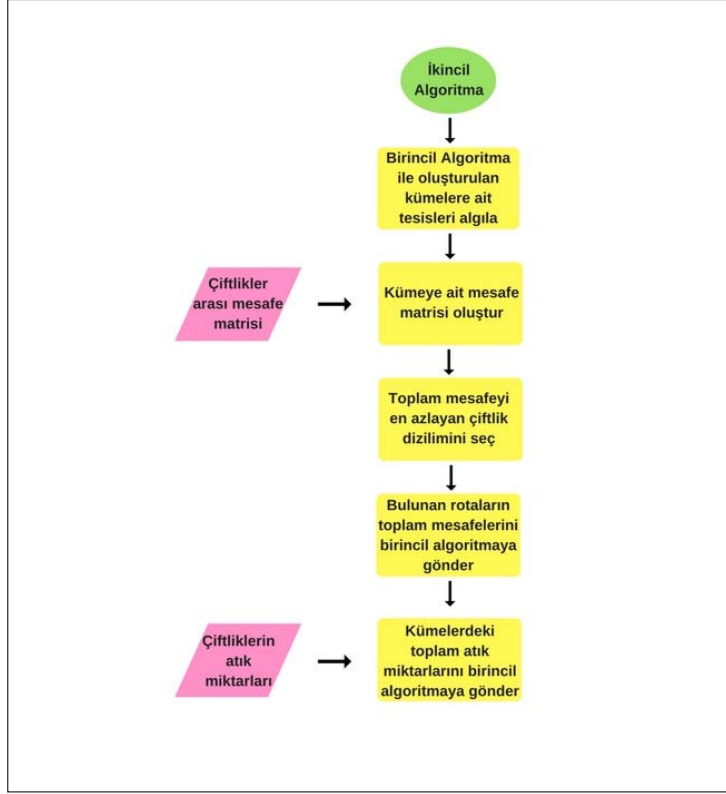 İkincil
Algoritma
Birincil Algoritma
ile oluşturulan
kümelere ait
tesisleri algıla
Çiftlikler
arası mesafe
matrisi
Kümeye ait mesafe
matrisi oluştur
Toplam mesafeyi
en azlayan çiftlik
dizilimini seç
Bulunan rotaların
toplam mesafelerini
birincil algoritmaya
gönder
Çiftliklerin
atık
miktarları
Kümelerdeki
toplam atık
miktarlarını birincil
algoritmaya gönder